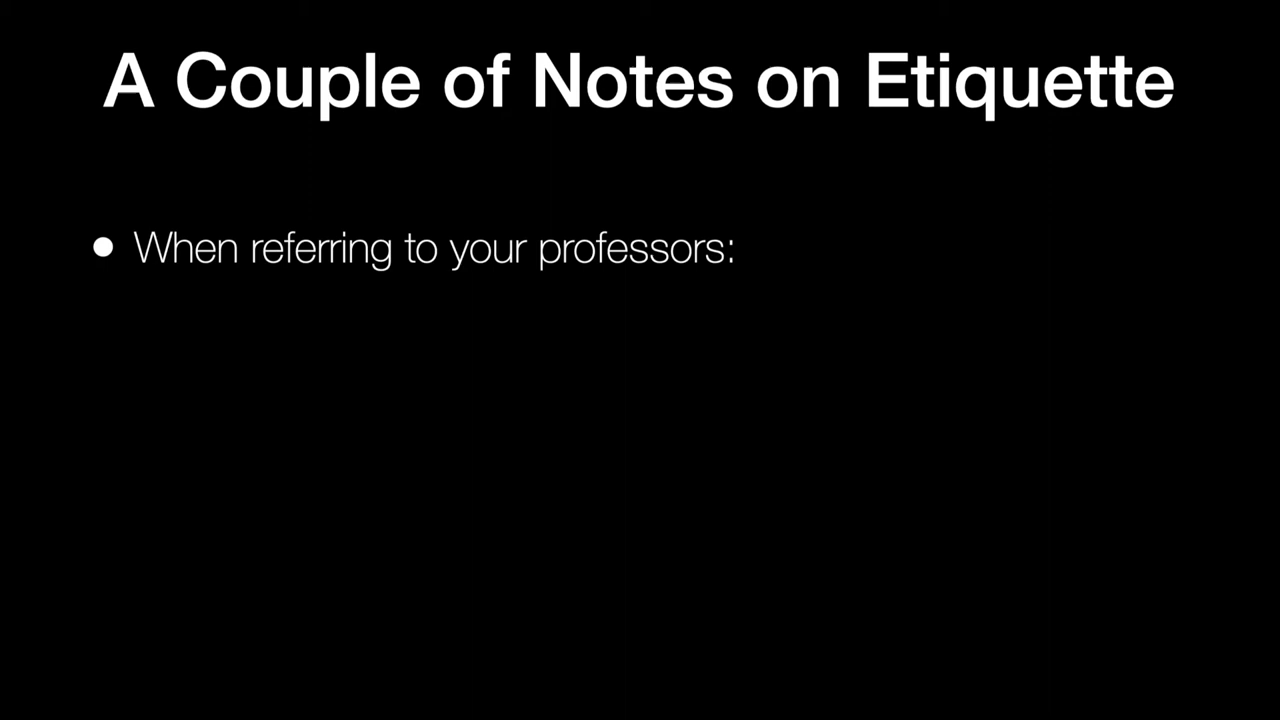 A Couple of Notes on Etiquette
• When referring to your professors: